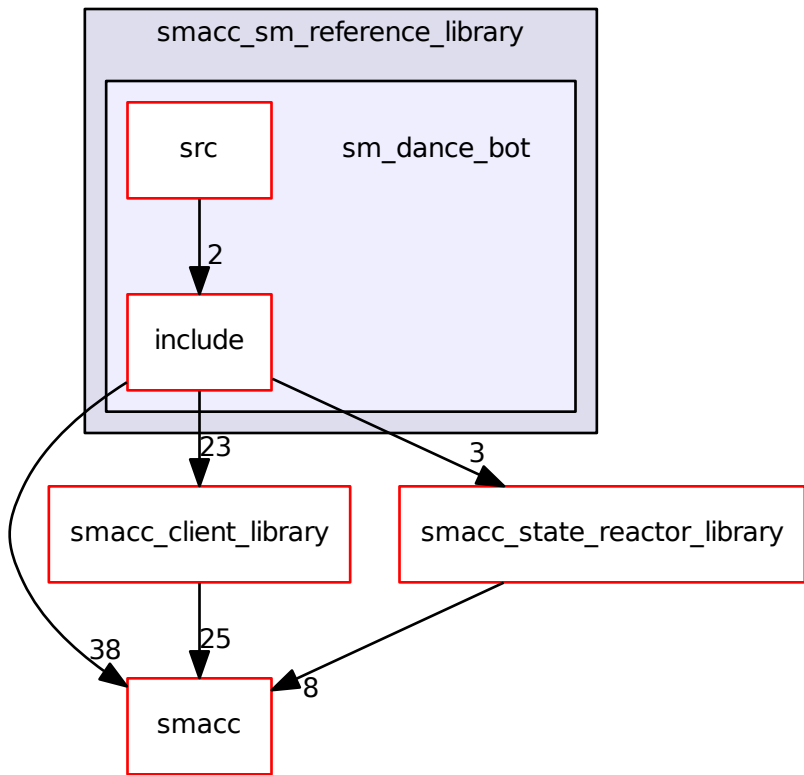 smacc_sm_reference_library
src
sm_dance_bot
2
include
23
3
smacc_client_library
smacc_state_reactor_library
38
25
8
smacc